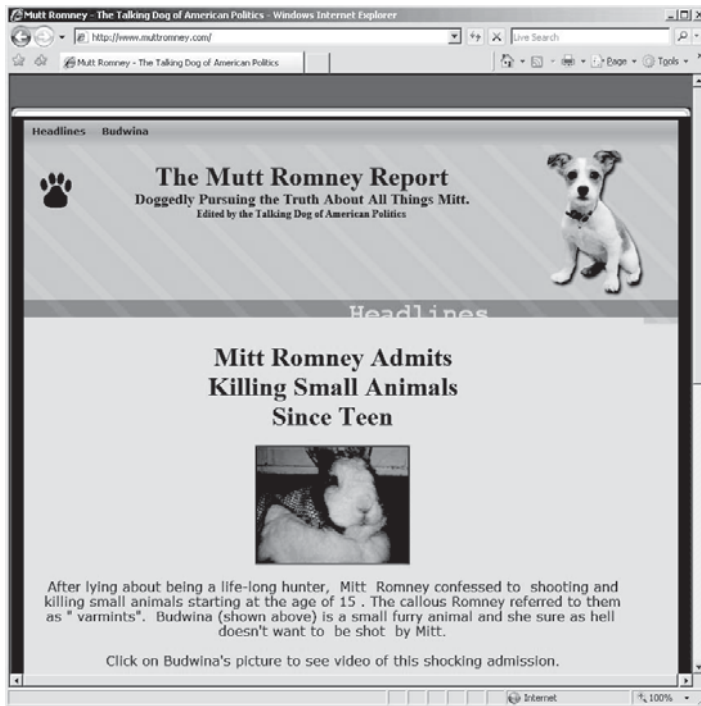 Mutt Romney - The Talking Dog of American Politics - Windows Internet Explorer
http://www.muttromney.com/
Live Search
Mutt Romney - The Talking Dog of American Politics
Page
Tools
Headlines Budwina
The Mutt Romney Report
Doggedly Pursuing the Truth About All Things Mitt.
Edited by the Talking Dog of American Politics
Headlines
Mitt Romney Admits
Killing Small Animals
Since Teen
After lying about being a life-long hunter, Mitt Romney confessed to shooting and
killing small animals starting at the age of 15 . The callous Romney referred to them
as " varmints". Budwina (shown above) is a small furry animal and she sure as hell
doesn't want to be shot by Mitt.
Click on Budwina's picture to see video of this shocking admission.
Internet
100%